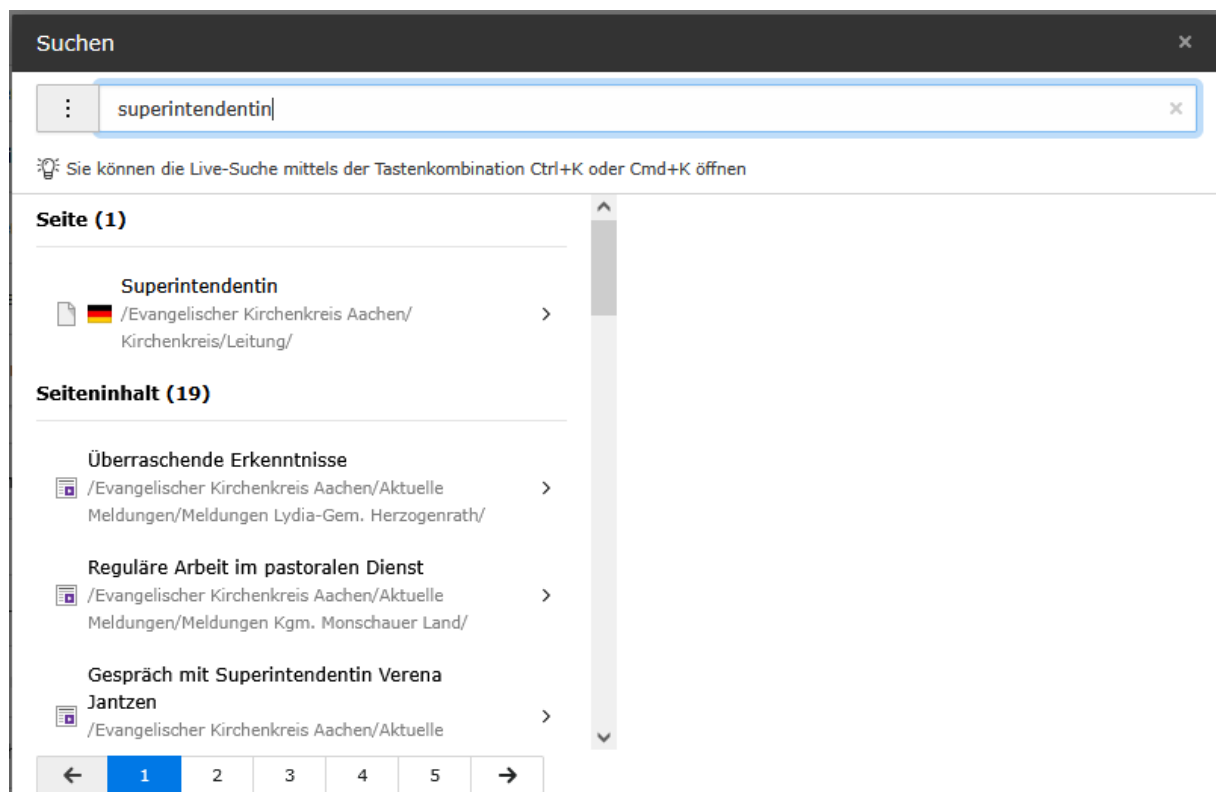 Suchen
superintendentin
Sie können die Live-Suche mittels der Tastenkombination Ctrl+K oder Cmd+K öffnen
Seite (1)
Superintendentin
/Evangelischer Kirchenkreis Aachen/
Kirchenkreis/Leitung/
Seiteninhalt (19)
Überraschende Erkenntnisse
/Evangelischer Kirchenkreis Aachen/Aktuelle
Meldungen/Meldungen Lydia-Gem. Herzogenrath/
Reguläre Arbeit im pastoralen Dienst
/Evangelischer Kirchenkreis Aachen/Aktuelle
Meldungen/Meldungen Kgm. Monschauer Land/
Gespräch mit Superintendentin Verena
Jantzen
/Evangelischer Kirchenkreis Aachen/Aktuelle
1 2 3 4 5